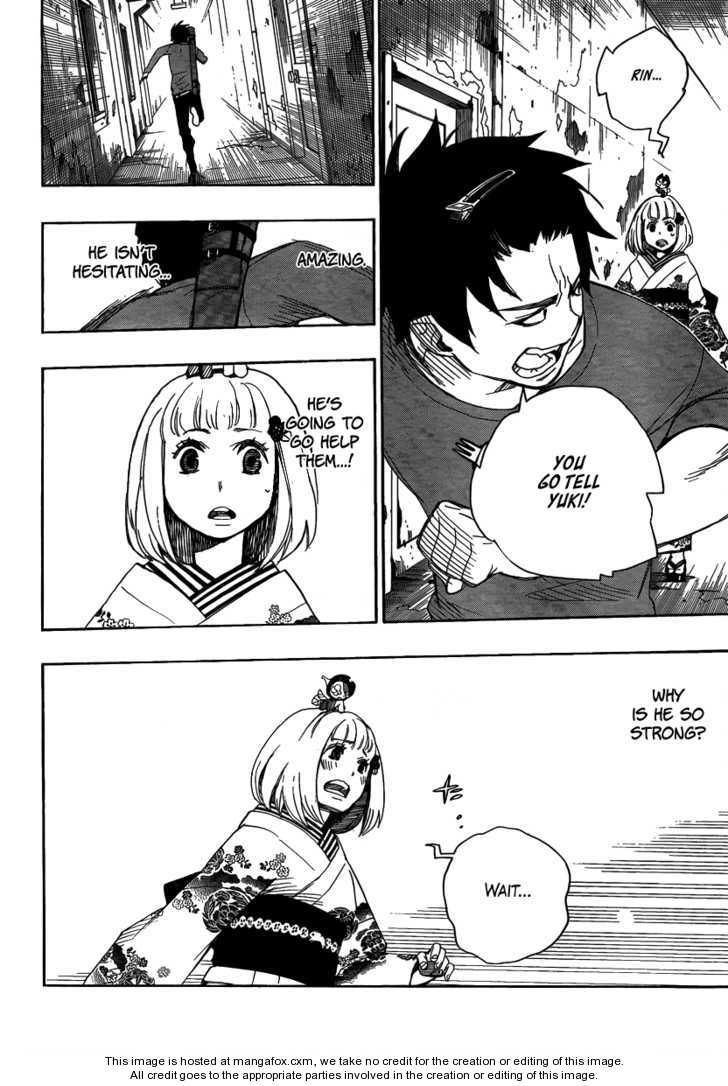 RIN...
YOU
GO TELL
YUKI!
AMAZING.
HE ISN'T
HESITATING...
HE'S
GOING TO
GO HELP
THEM...!
WHY
IS HE SO
STRONG?
WAIT...
This image is hosted at mangafox.cxm, we take no credit for the creation or editing of this image.
All credit goes to the appropriate parties involved in the creation or editing of this image.